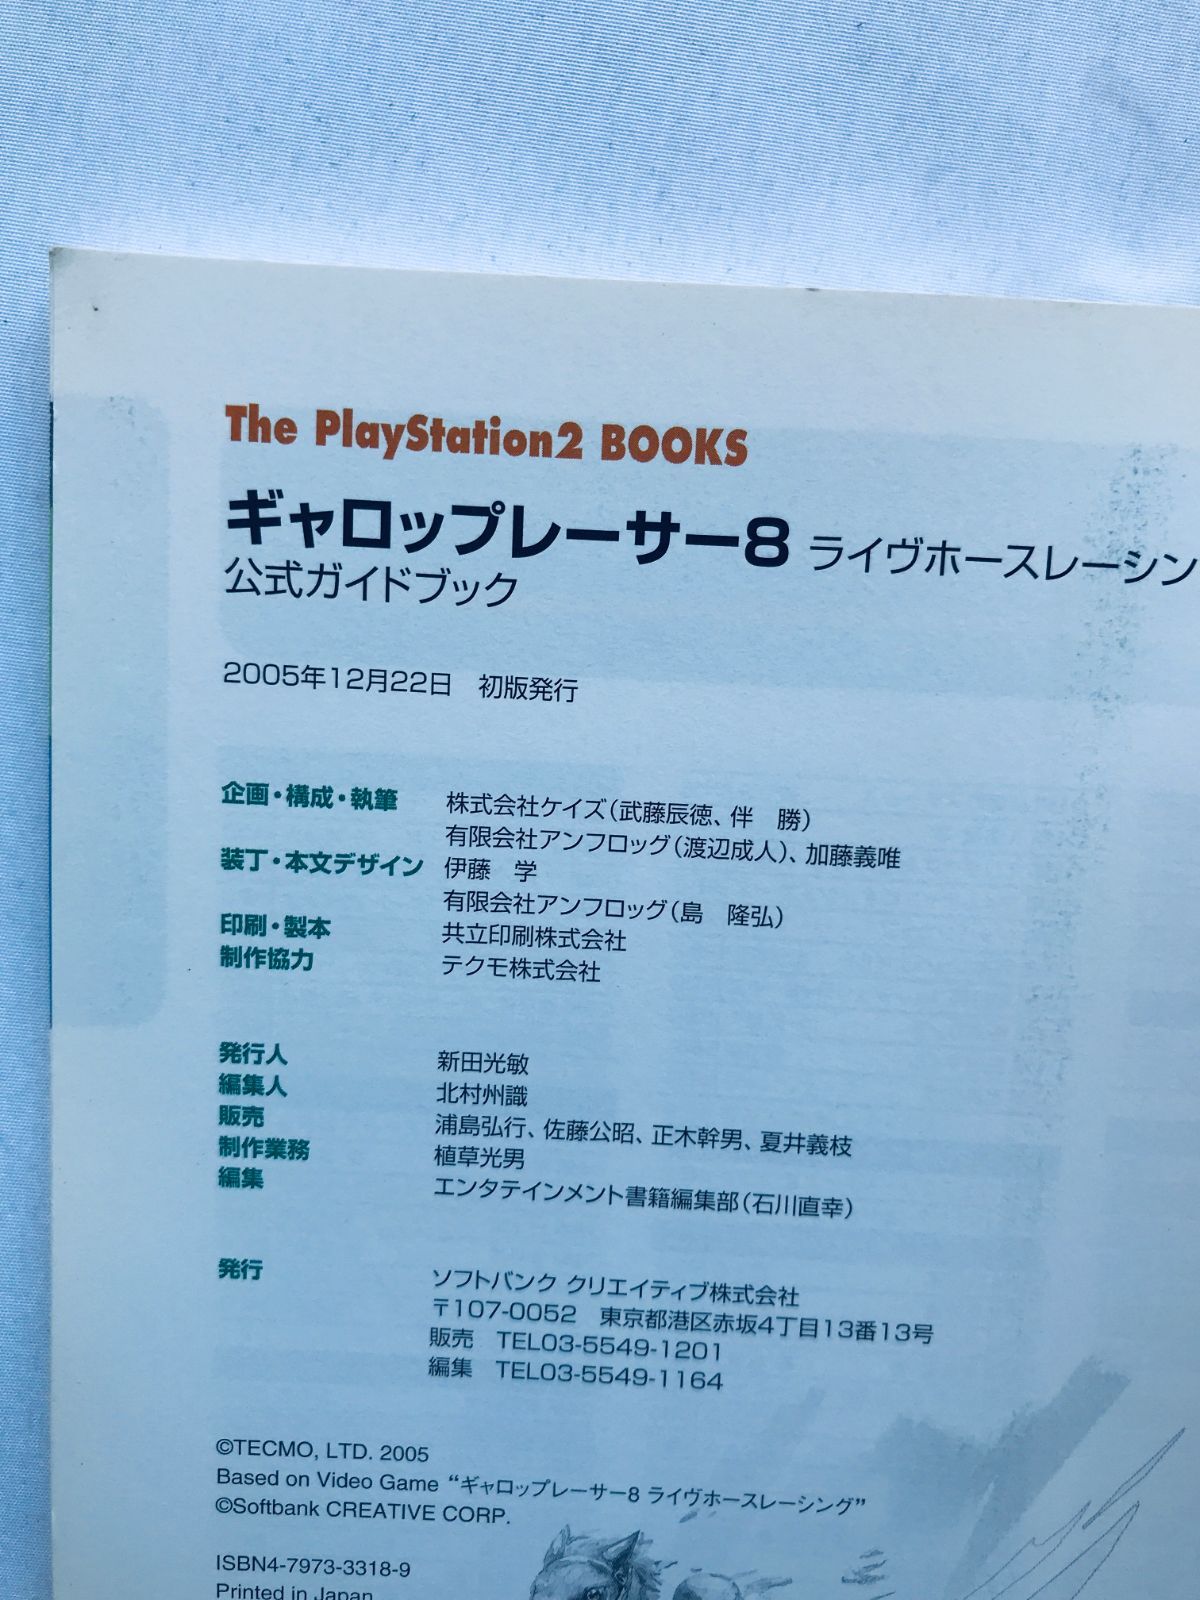 The PlayStation2 BOOKS
ギャロップレーサー8 ライヴホースレーシン
公式ガイドブック
2005年12月22日　初版発行
企画・構成・執筆　株式会社ケイズ（武藤辰徳、伴　勝）
有限会社アンフロッグ（渡辺成人）、加藤義唯
装丁・本文デザイン　伊藤　学
有限会社アンフロッグ（島　隆弘）
印刷・製本　共立印刷株式会社
制作協力　テクモ株式会社
発行人　新田光敏
編集人　北村州識
販売　浦島弘行、佐藤公昭、正木幹男、夏井義枝
制作業務　植草光男
編集　エンタテインメント書籍編集部（石川直幸）
発行　ソフトバンク クリエイティブ株式会社
〒107-0052　東京都港区赤坂4丁目13番13号
販売　TEL03-5549-1201
編集　TEL03-5549-1164
©TECMO, LTD. 2005
Based on Video Game “ギャロップレーサー8 ライヴホースレーシング”
©Softbank CREATIVE CORP.
ISBN4-7973-3318-9
Printed in Japan